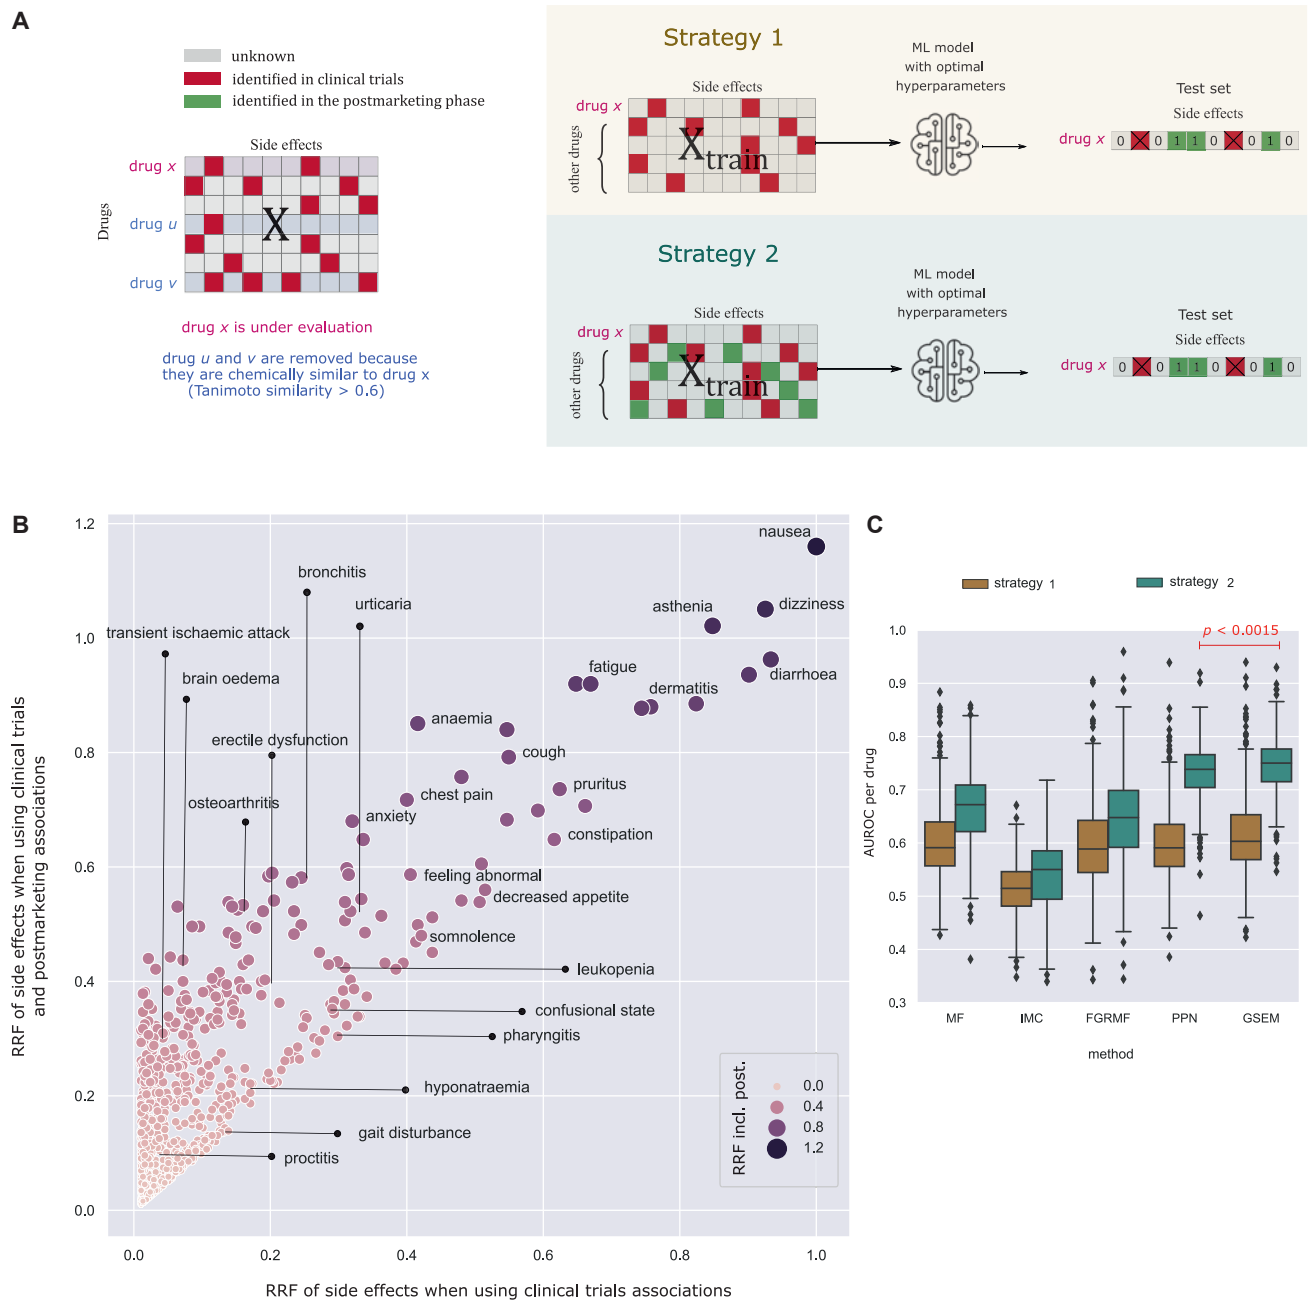 A
unknown
identified in clinical trials
identified in the postmarketing phase
Side effects
drug x
Drugs
drug u
drug v
X
drug x is under evaluation
drug u and v are removed because
they are chemically similar to drug x
(Tanimoto similarity > 0.6)
Strategy 1
Side effects
drug x
other drugs
Xtrain
ML model
with optimal
hyperparameters
Test set
Side effects
drug x 0 0 1 1 0 0 1 0
Strategy 2
Side effects
drug x
other drugs
Xtrain
ML model
with optimal
hyperparameters
Test set
Side effects
drug x 0 0 1 1 0 0 1 0
B
RRF of side effects when using clinical trials
and postmarketing associations
1.2
1.0
0.8
0.6
0.4
0.2
0.0
nausea
bronchitis
urticaria
asthenia
dizziness
transient ischaemic attack
fatigue
diarrhoea
brain oedema
dermatitis
anaemia
erectile dysfunction
cough
osteoarthritis
chest pain
pruritus
anxiety
constipation
feeling abnormal
decreased appetite
somnolence
leukopenia
confusional state
pharyngitis
hyponatraemia
gait disturbance
proctitis
RRF incl. post.
0.0
0.4
0.8
1.2
0.0 0.2 0.4 0.6 0.8 1.0
RRF of side effects when using clinical trials associations
C
strategy 1
strategy 2
p < 0.0015
AUROC per drug
1.0
0.9
0.8
0.7
0.6
0.5
0.4
0.3
MF IMC FGRMF PPN GSEM
method